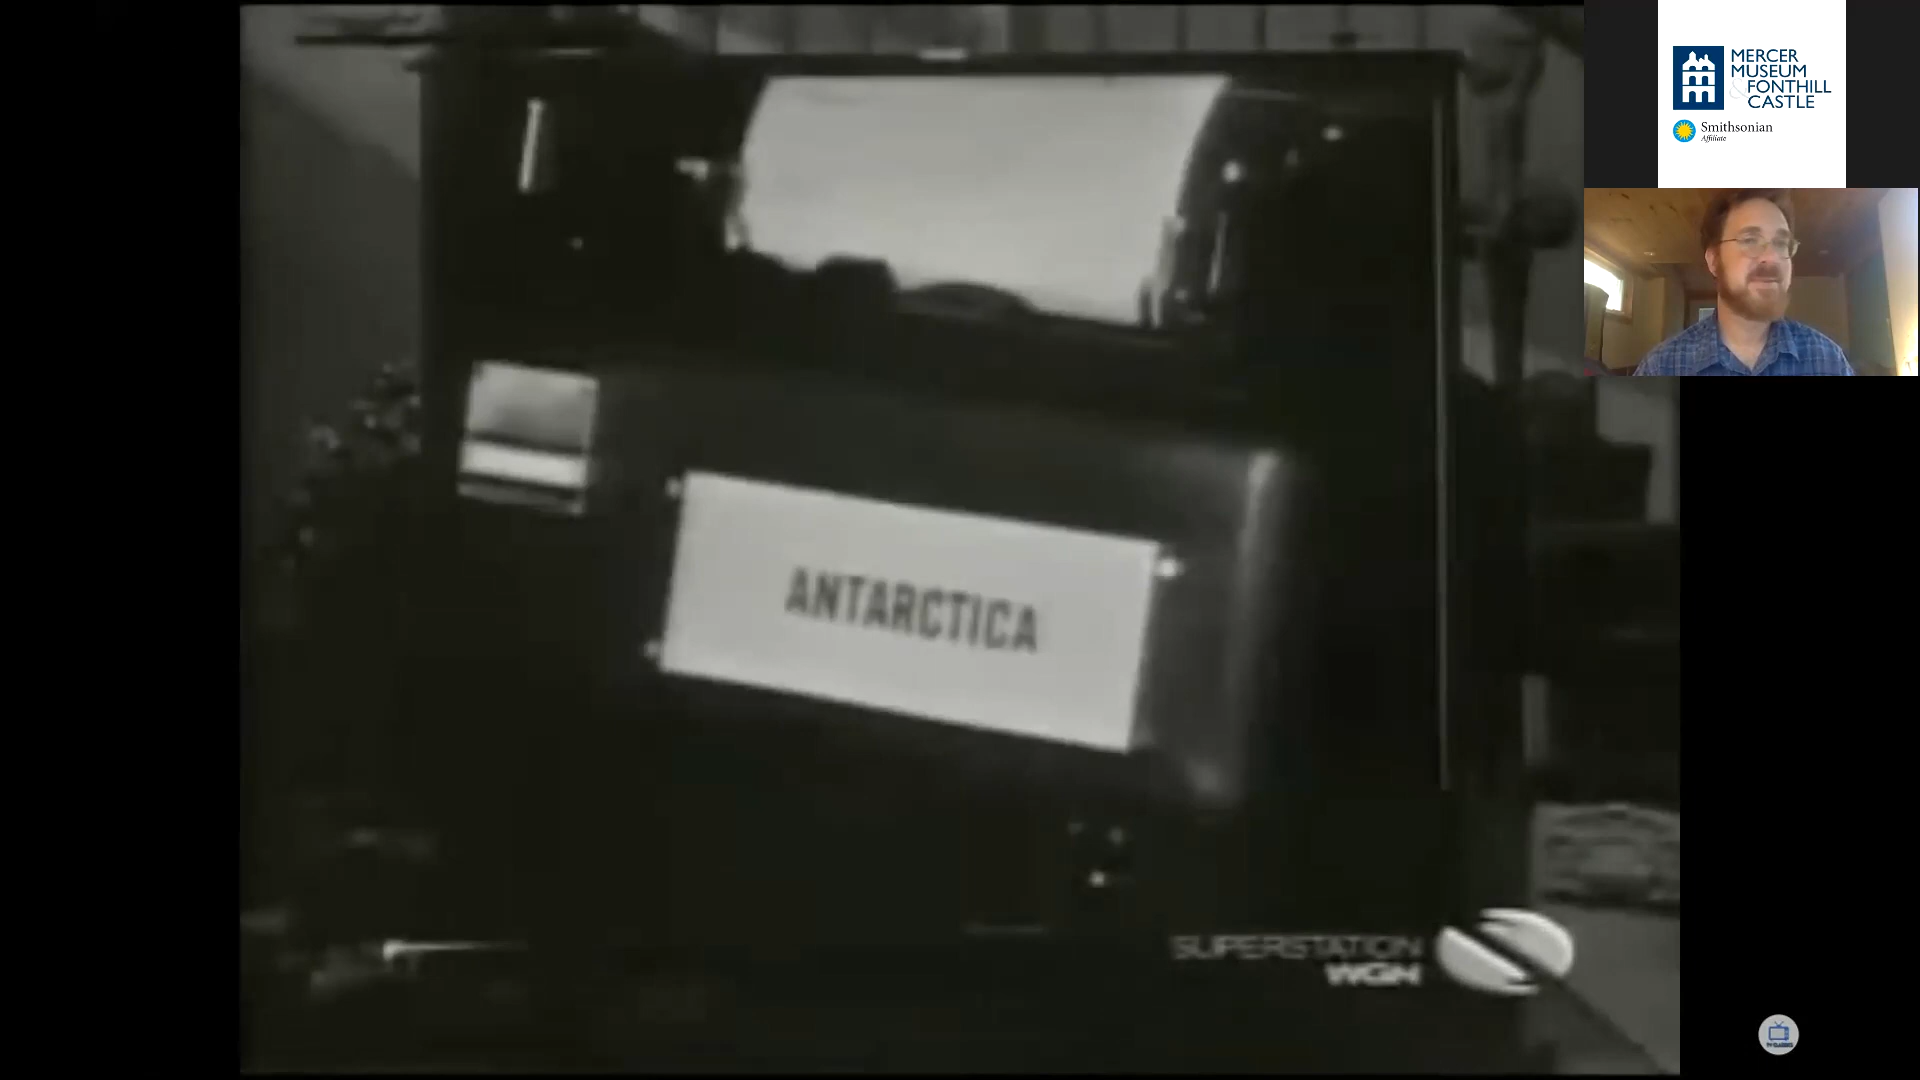 MERCER
MUSEUM
& FONTHILL
CASTLE
Smithsonian
Affiliate
ANTARCTICA
SUPERSTATION
WGN